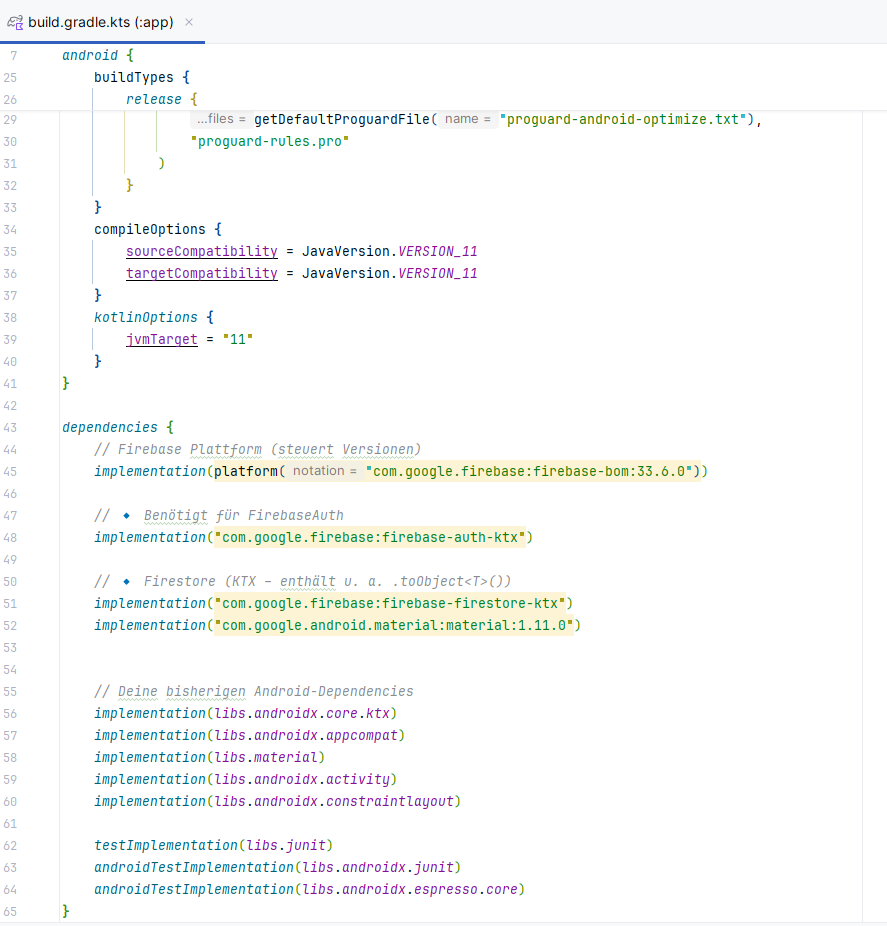 build.gradle.kts (:app)
7 android {
25 buildTypes {
26 release {
29 ...files = getDefaultProguardFile( name = "proguard-android-optimize.txt"),
30 "proguard-rules.pro"
31 )
32 }
33 }
34 compileOptions {
35 sourceCompatibility = JavaVersion.VERSION_11
36 targetCompatibility = JavaVersion.VERSION_11
37 }
38 kotlinOptions {
39 jvmTarget = "11"
40 }
41 }
42
43 dependencies {
44 // Firebase Plattform (steuert Versionen)
45 implementation(platform( notation = "com.google.firebase:firebase-bom:33.6.0"))
46
47 // 🔹 Benötigt für FirebaseAuth
48 implementation("com.google.firebase:firebase-auth-ktx")
49
50 // 🔹 Firestore (KTX – enthält u. a. .toObject<T>())
51 implementation("com.google.firebase:firebase-firestore-ktx")
52 implementation("com.google.android.material:material:1.11.0")
53
54
55 // Deine bisherigen Android-Dependencies
56 implementation(libs.androidx.core.ktx)
57 implementation(libs.androidx.appcompat)
58 implementation(libs.material)
59 implementation(libs.androidx.activity)
60 implementation(libs.androidx.constraintlayout)
61
62 testImplementation(libs.junit)
63 androidTestImplementation(libs.androidx.junit)
64 androidTestImplementation(libs.androidx.espresso.core)
65 }